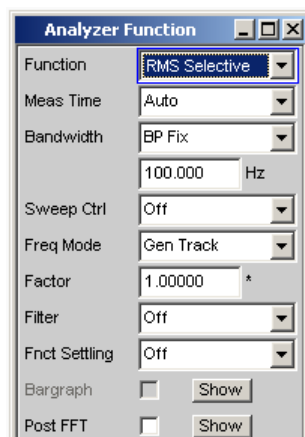 Analyzer Function
Function RMS Selective
Meas Time Auto
Bandwidth BP Fix
100.000 Hz
Sweep Ctrl Off
Freq Mode Gen Track
Factor 1.00000 *
Filter Off
Fnct Settling Off
Bargraph Show
Post FFT Show